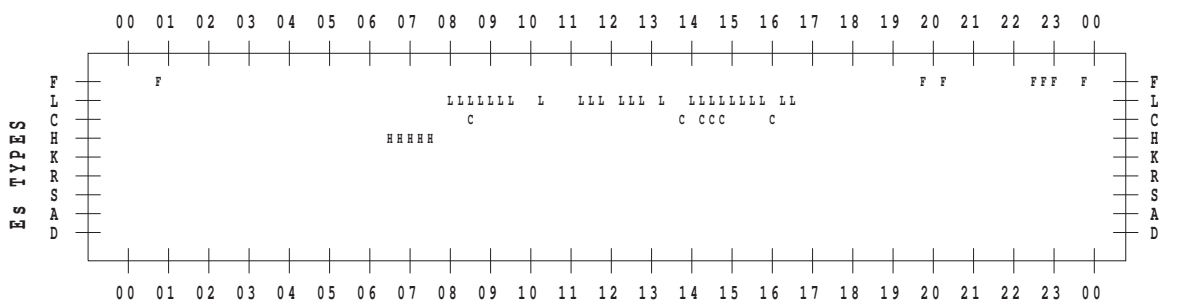 00 01 02 03 04 05 06 07 08 09 10 11 12 13 14 15 16 17 18 19 20 21 22 23 00
F F F F FFF F F
L LLLLLLL L LLL LLL L LLLLLLLL LL L
C C C CCC C C
H HHHHH H
K K
R R
S S
A A
D D
Es TYPES
00 01 02 03 04 05 06 07 08 09 10 11 12 13 14 15 16 17 18 19 20 21 22 23 00